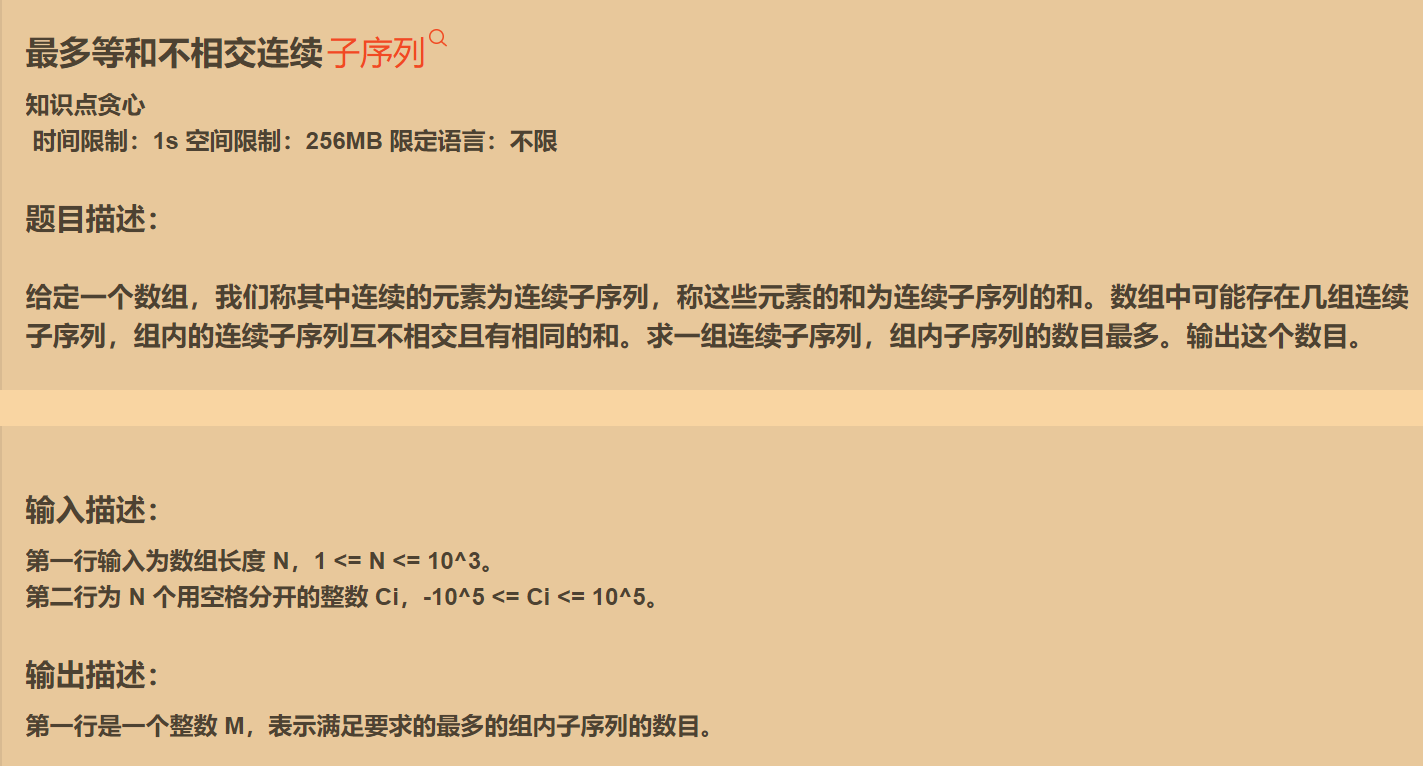 最多等和不相交连续子序列
知识点贪心
时间限制：1s 空间限制：256MB 限定语言：不限
题目描述：
给定一个数组，我们称其中连续的元素为连续子序列，称这些元素的和为连续子序列的和。数组中可能存在几组连续
子序列，组内的连续子序列互不相交且有相同的和。求一组连续子序列，组内子序列的数目最多。输出这个数目。
输入描述：
第一行输入为数组长度 N，1 <= N <= 10^3。
第二行为 N 个用空格分开的整数 Ci，-10^5 <= Ci <= 10^5。
输出描述：
第一行是一个整数 M，表示满足要求的最多的组内子序列的数目。